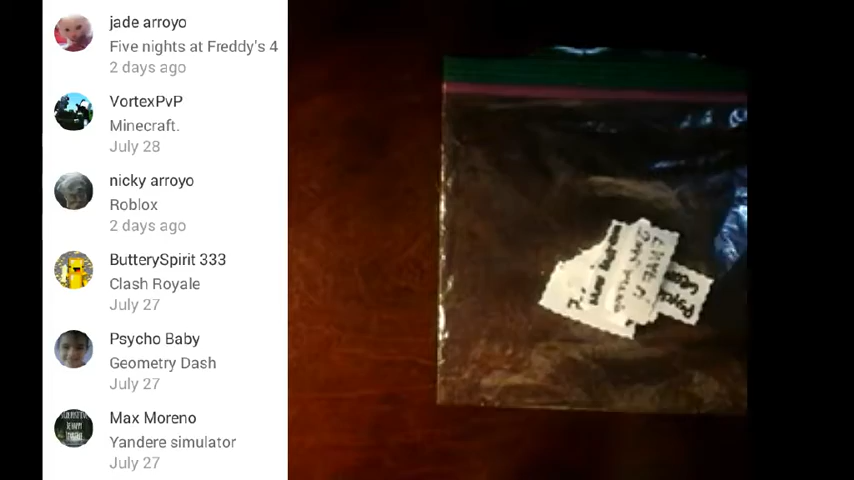 jade arroyo
Five nights at Freddy's 4
2 days ago
VortexPvP
Minecraft.
July 28
nicky arroyo
Roblox
2 days ago
ButterySpirit 333
Clash Royale
July 27
Psycho Baby
Geometry Dash
July 27
Max Moreno
Yandere simulator
July 27
Psych